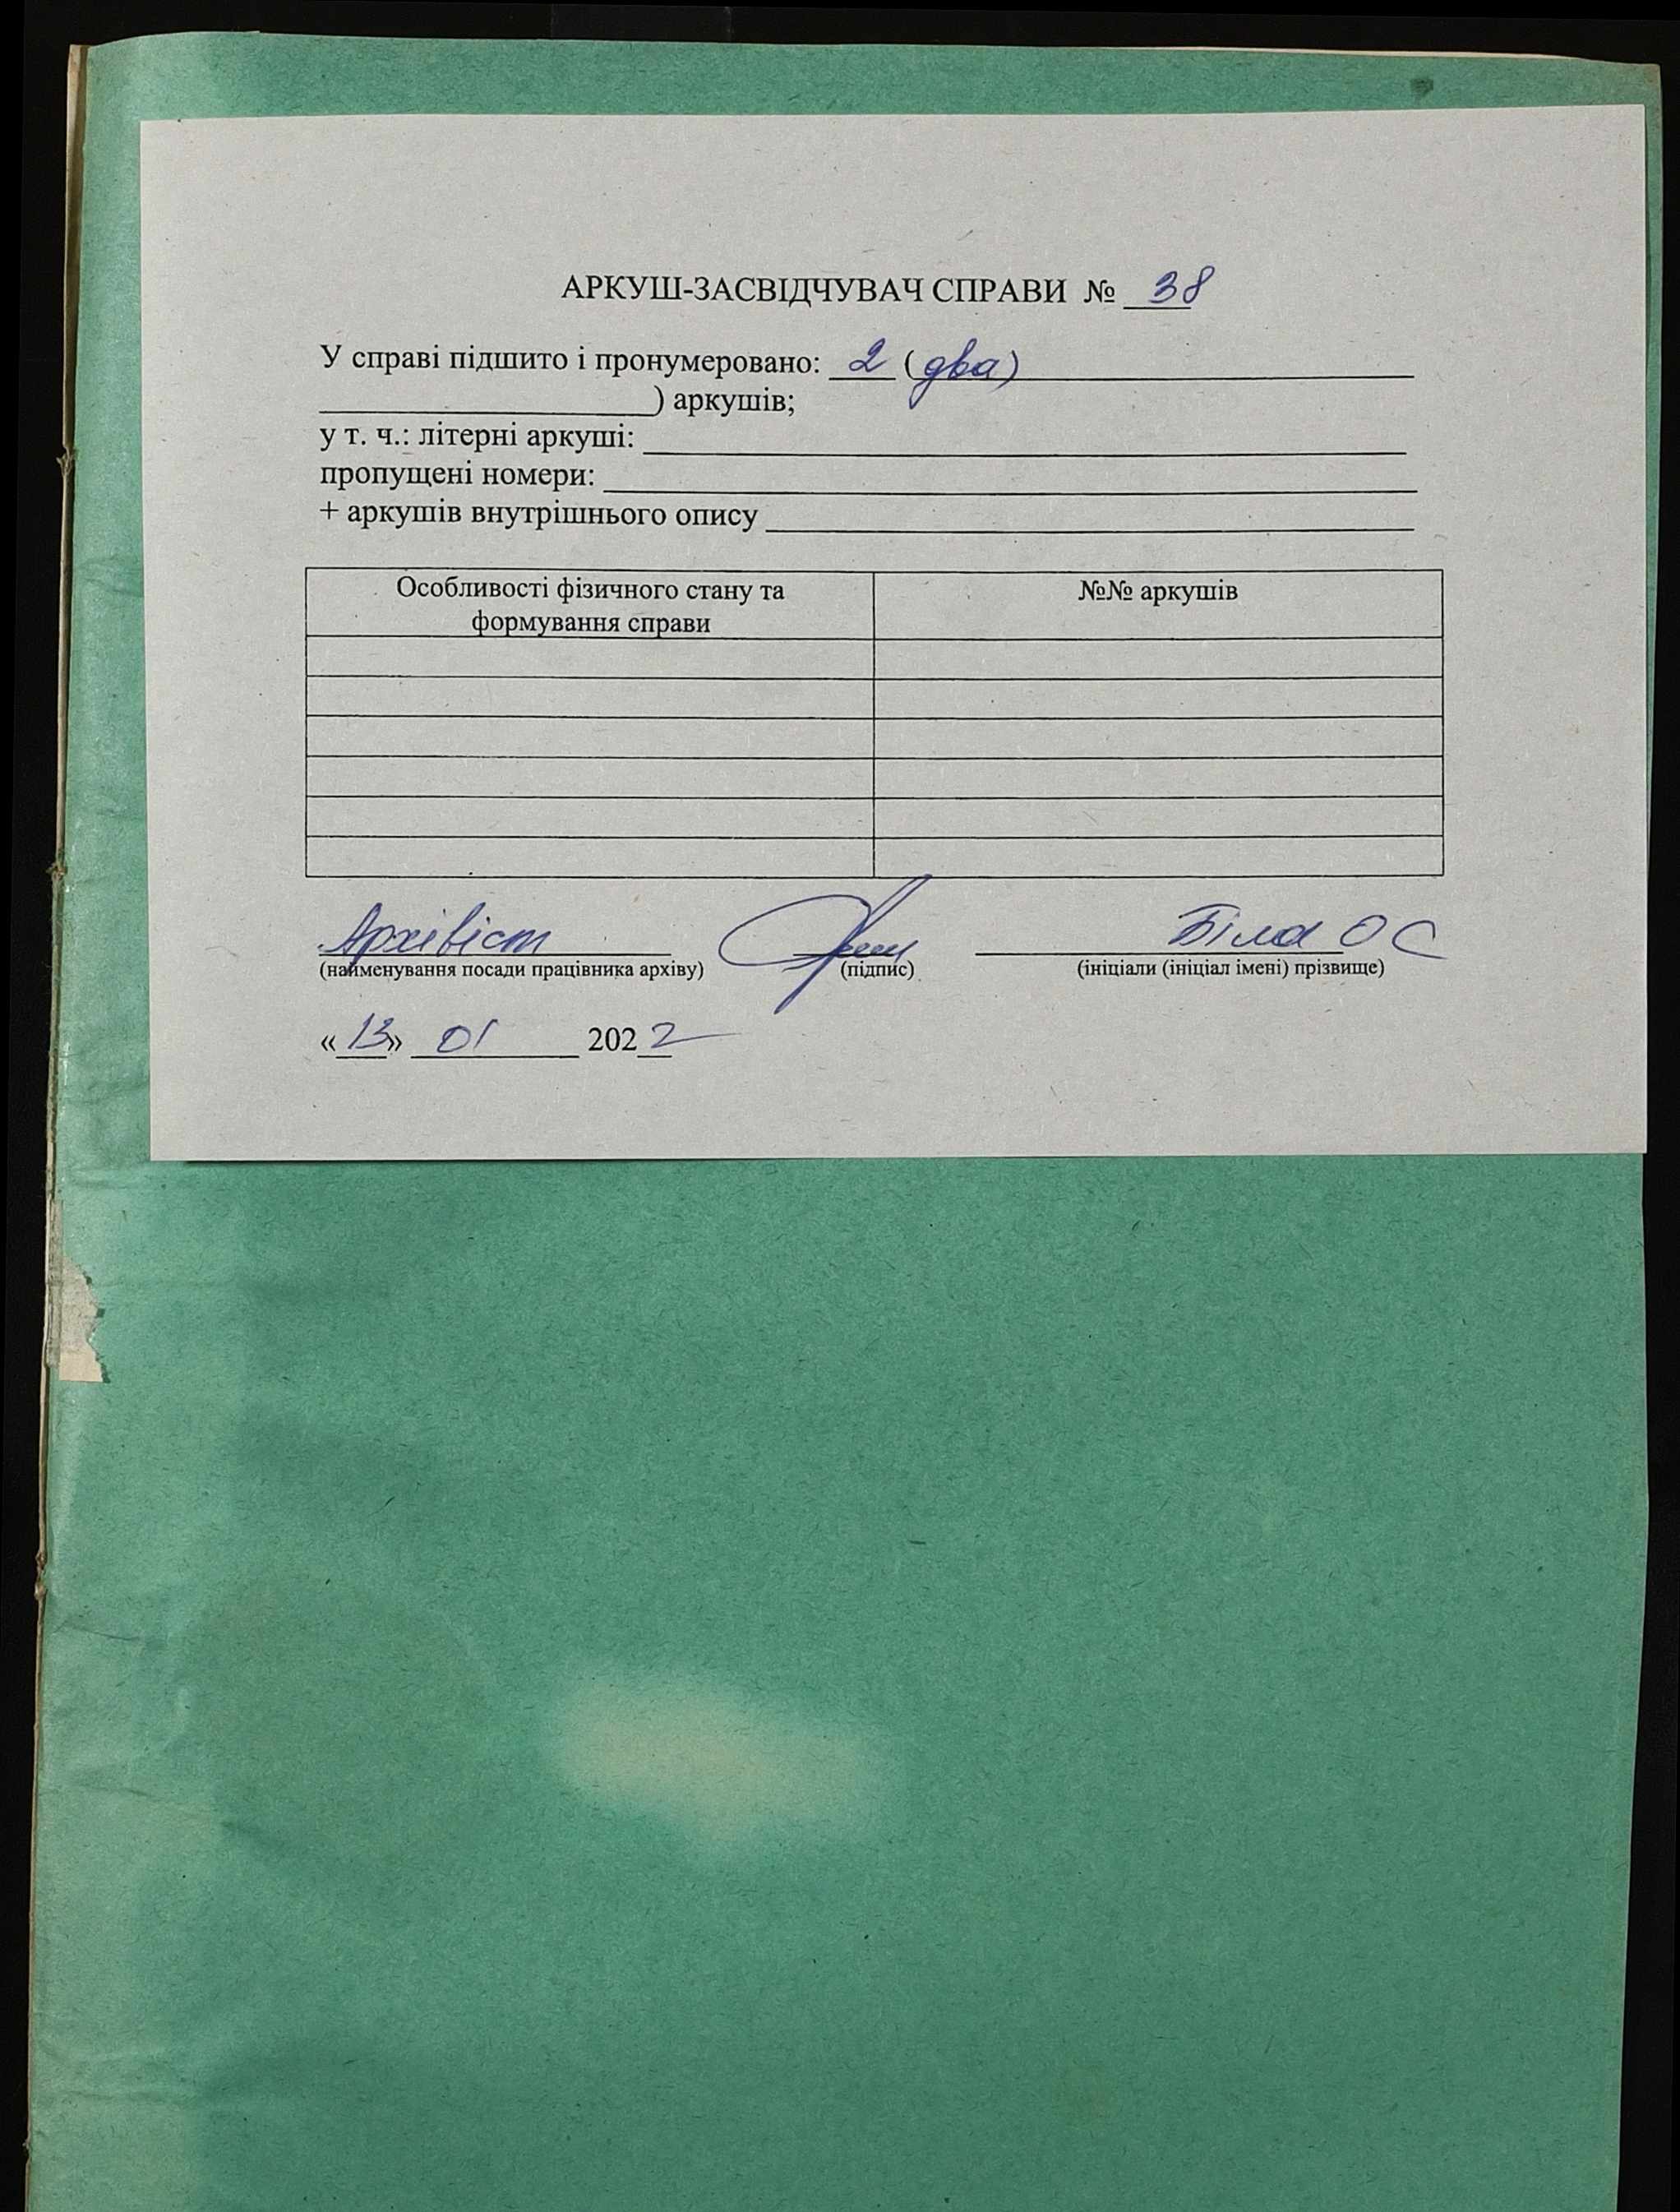 АРКУШ-ЗАСВІДЧУВАЧ СПРАВИ № 38
У справі підшито і пронумеровано: 2 (два)
) аркушів;
у т. ч.: літерні аркуші:
пропущені номери:
+ аркушів внутрішнього опису
Особливості фізичного стану та формування справи №№ аркушів
Архівіст Біла О С
(найменування посади працівника архіву) (підпис) (ініціали (ініціал імені) прізвище)
«13» 01 2022